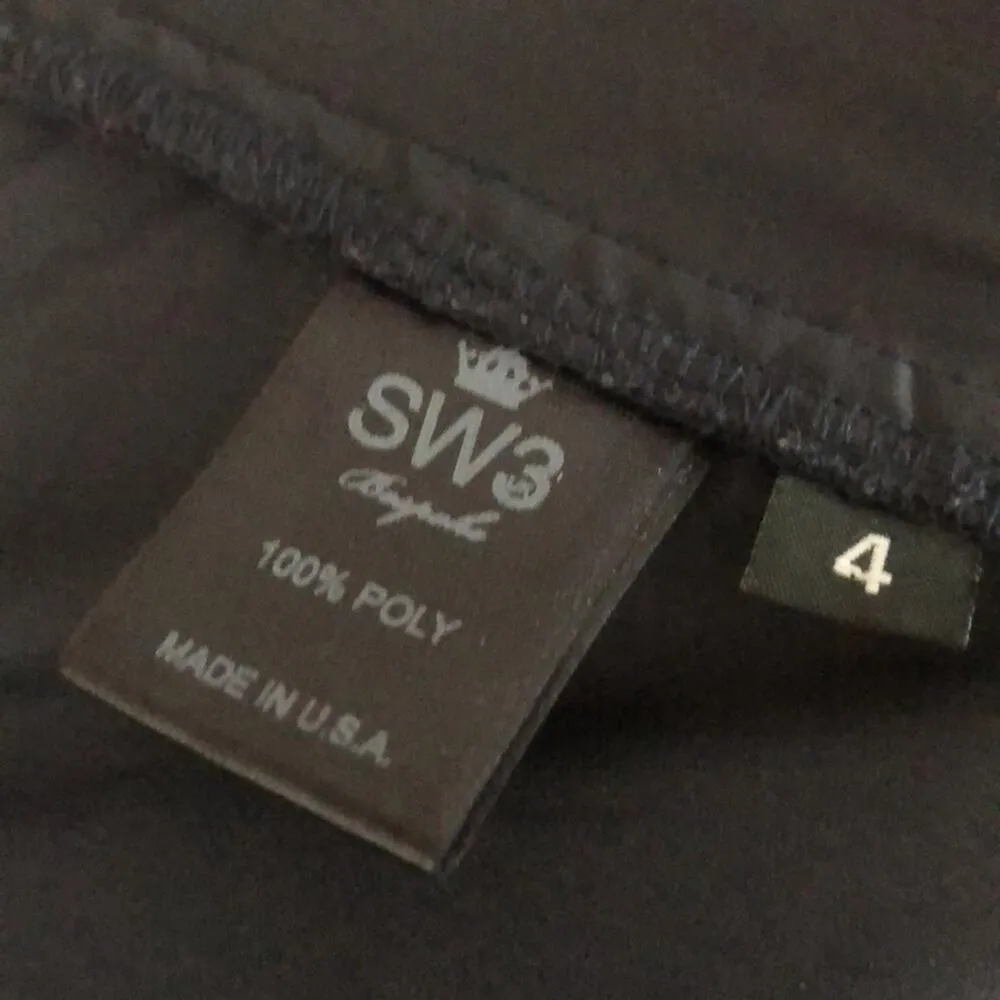 SW3
Bespoke
100% POLY
MADE IN U.S.A.
4